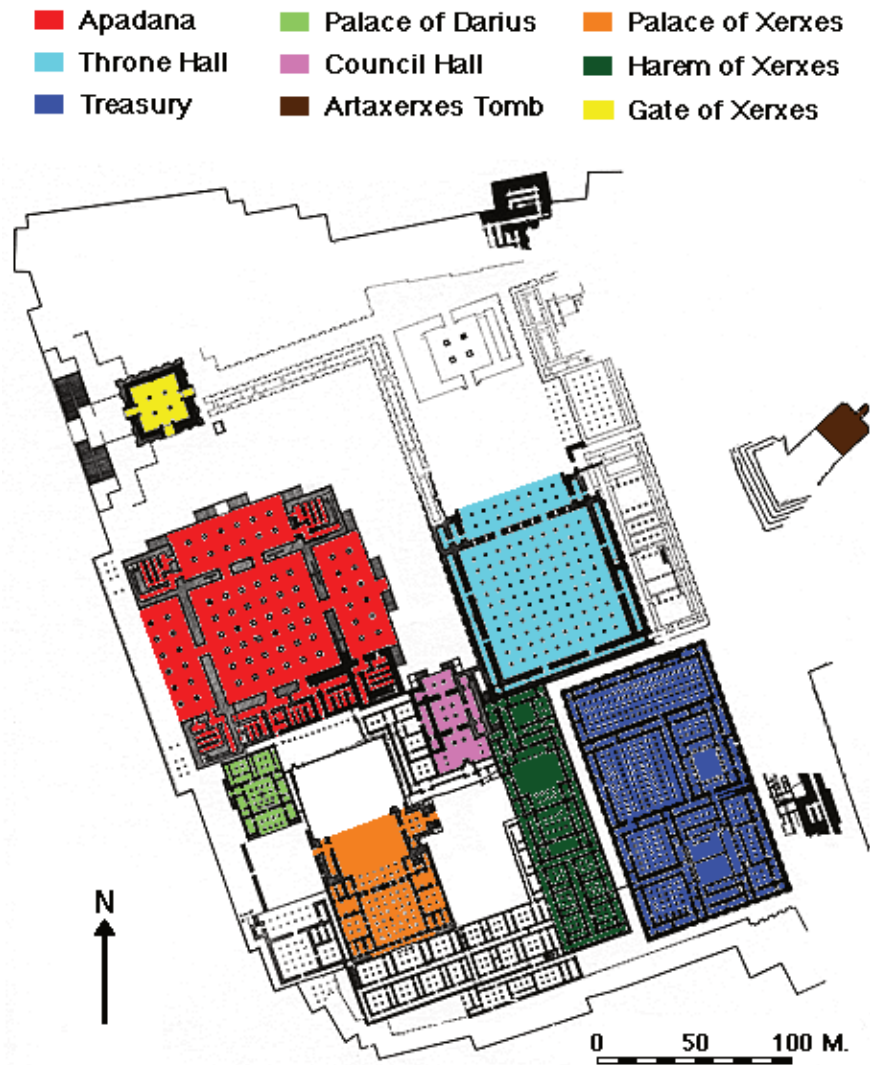 Apadana Palace of Darius Palace of Xerxes
Throne Hall Council Hall Harem of Xerxes
Treasury Artaxerxes Tomb Gate of Xerxes
N
0 50 100 M.